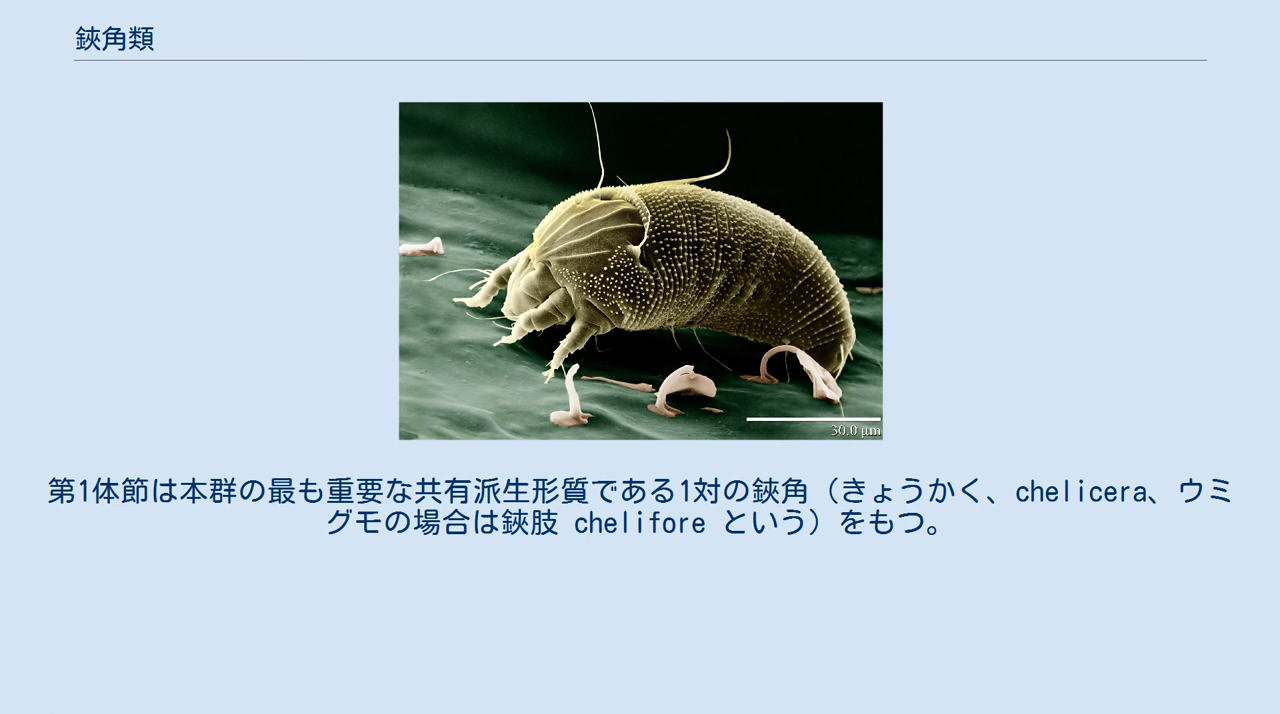 鋏角類
30.0 µm
第1体節は本群の最も重要な共有派生形質である1対の鋏角（きょうかく、chelicera、ウミ
グモの場合は鋏肢 chelifore という）をもつ。